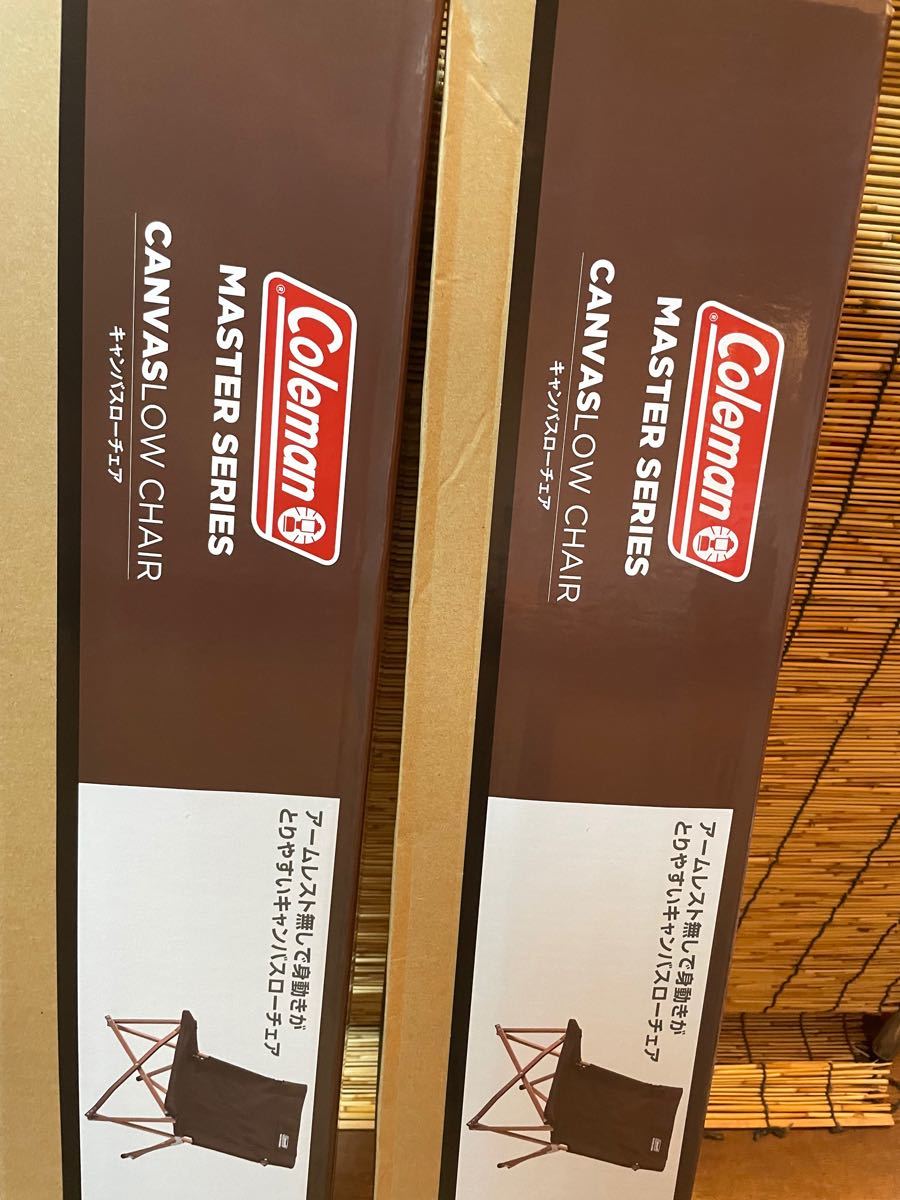 Coleman
MASTER SERIES
CANVASLOW CHAIR
キャンバスローチェア
アームレスト無しで身動きが
とりやすいキャンバスローチェア
Coleman
MASTER SERIES
CANVASLOW CHAIR
キャンバスローチェア
アームレスト無しで身動きが
とりやすいキャンバスローチェア